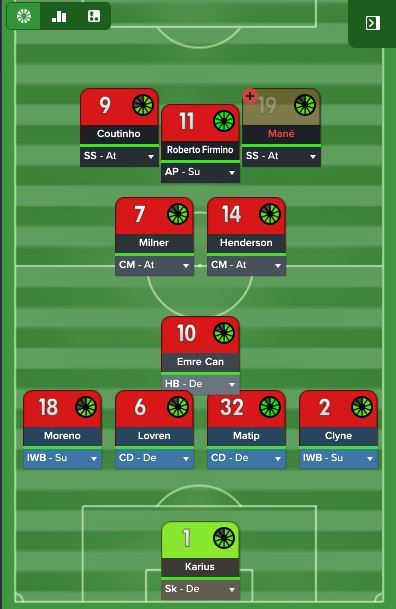 9 11 19
Coutinho Roberto Firmino Mané
SS - At AP - Su SS - At
7 14
Milner Henderson
CM - At CM - At
10
Emre Can
HB - De
18 6 32 2
Moreno Lovren Matip Clyne
IWB - Su CD - De CD - De IWB - Su
1
Karius
Sk - De